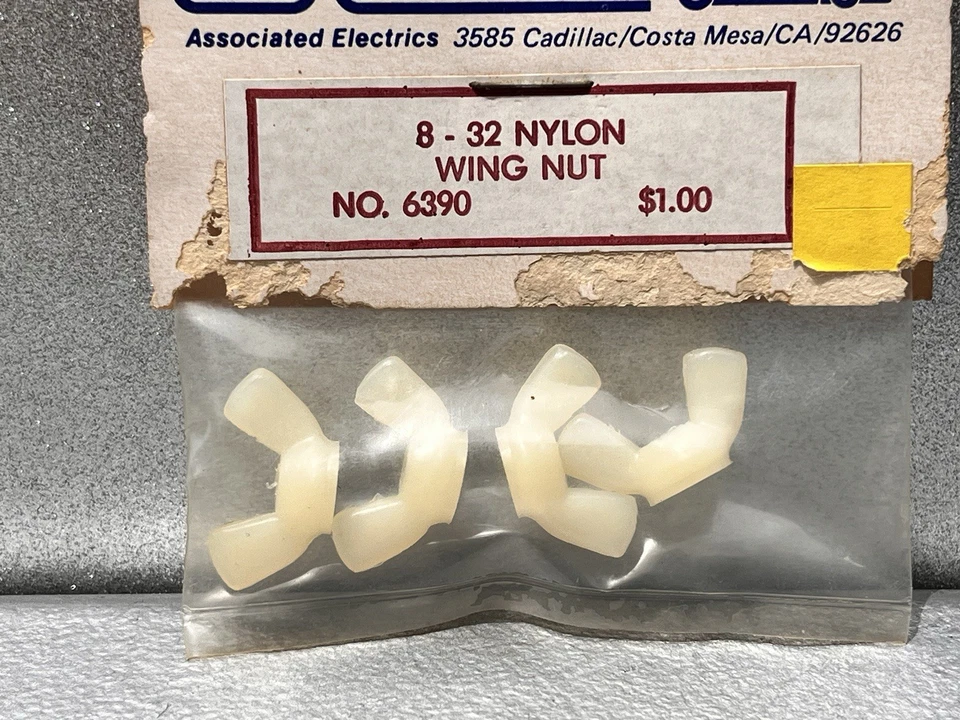 Associated Electrics 3585 Cadillac/Costa Mesa/CA/92626
8 - 32 NYLON
WING NUT
NO. 6390 $1.00